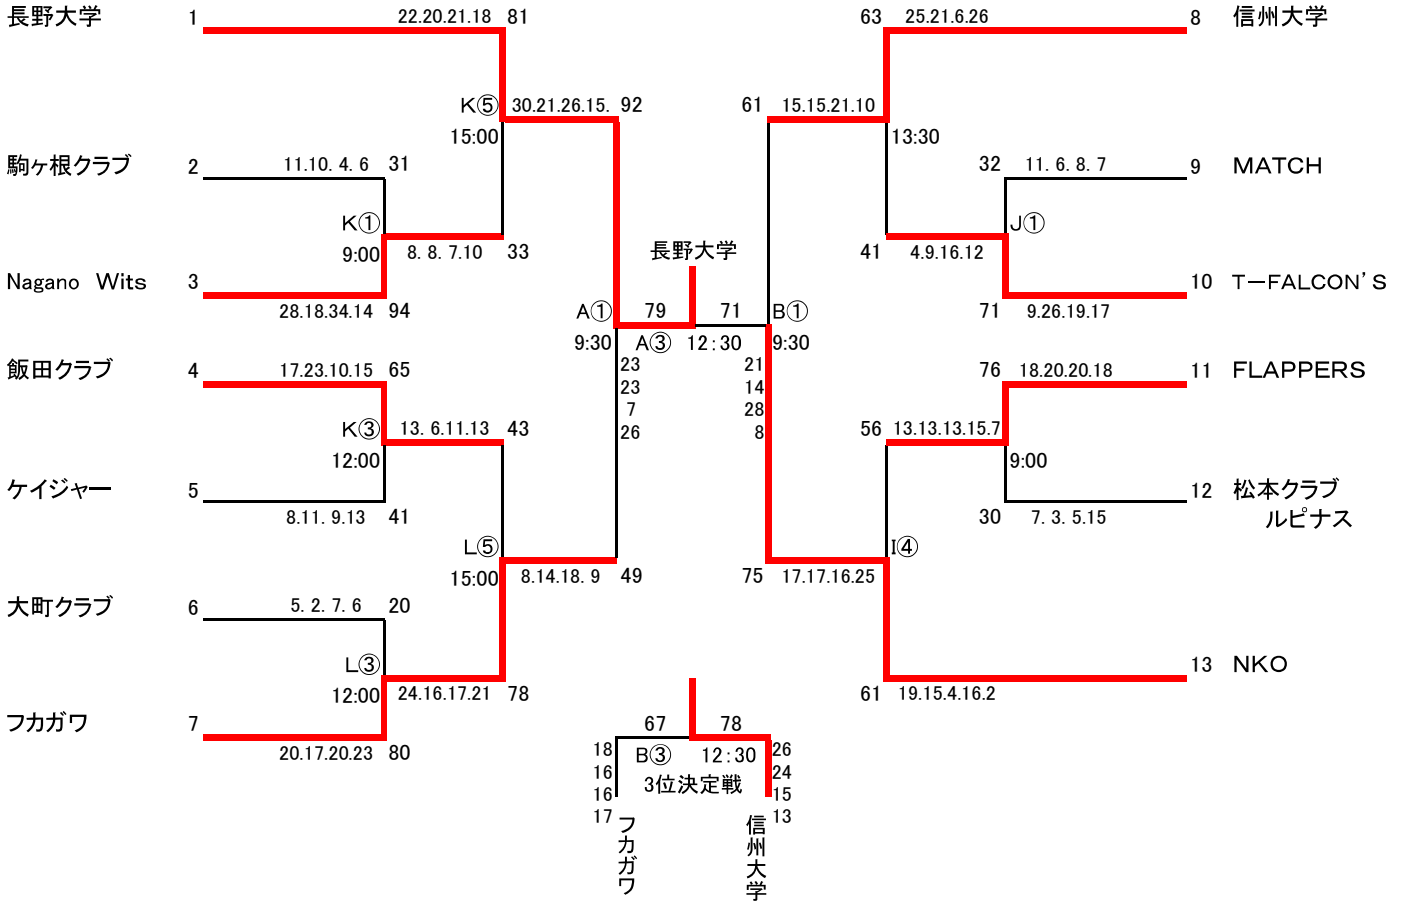 長野大学 1 22.20.21.18 81 63 25.21.6.26 8 信州大学
K⑤ 30.21.26.15. 92 61 15.15.21.10
15:00 13:30
駒ヶ根クラブ 2 11.10. 4. 6 31 32 11. 6. 8. 7 9 MATCH
K① J①
9:00 8. 8. 7.10 33 長野大学 41 4.9.16.12
Nagano Wits 3 10 T－FALCON'S
28.18.34.14 94 A① 79 71 B① 71 9.26.19.17
9:30 A③ 12：30 9:30
飯田クラブ 4 17.23.10.15 65 23 21 76 18.20.20.18 11 FLAPPERS
23 14
7 28
K③ 13. 6.11.13 43 26 8 56 13.13.13.15.7
12:00 9:00
ケイジャー 5 12 松本クラブ
8.11. 9.13 41 30 7. 3. 5.15 ルピナス
L⑤ I④
15:00 8.14.18. 9 49 75 17.17.16.25
大町クラブ 6 5. 2. 7. 6 20
L③ 13 NKO
12:00 24.16.17.21 78 61 19.15.4.16.2
フカガワ 7 67 78
20.17.20.23 80 18 B③ 12：30 26
16 3位決定戦 24
16 15
17 13
フカガワ
信州大学